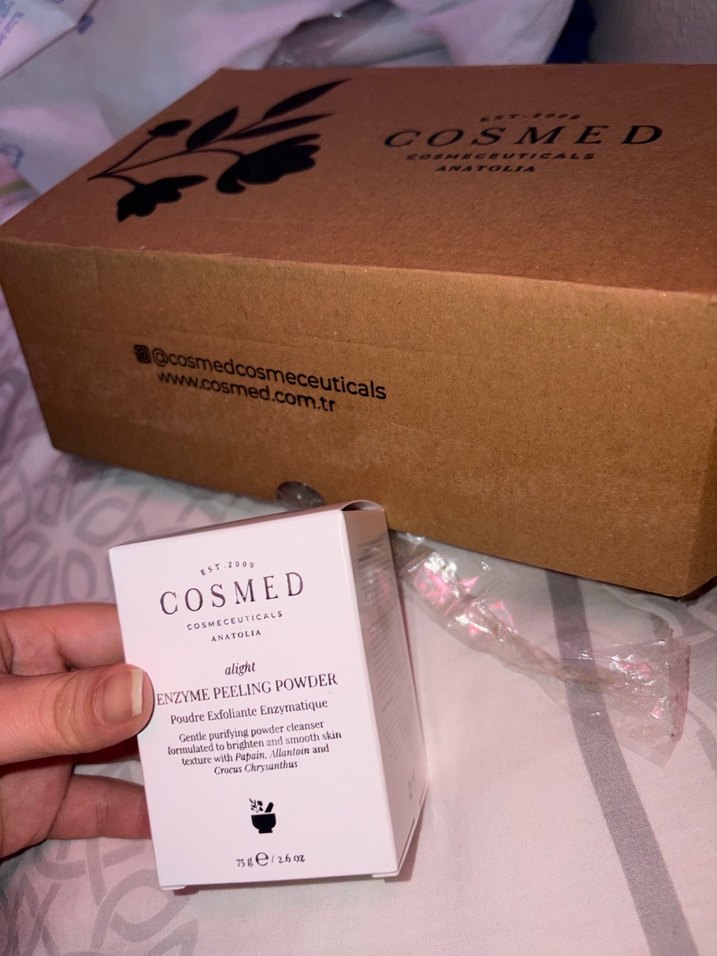 EST.2009
COSMED
COSMECEUTICALS
ANATOLIA
@cosmedcosmeceuticals
www.cosmed.com.tr
EST.2009
COSMED
COSMECEUTICALS
ANATOLIA
alight
ENZYME PEELING POWDER
Poudre Exfoliante Enzymatique
Gentle purifying powder cleanser
formulated to brighten and smooth skin
texture with Papain, Allantoin and
Crocus Chrysanthus
75 g e / 2.6 oz